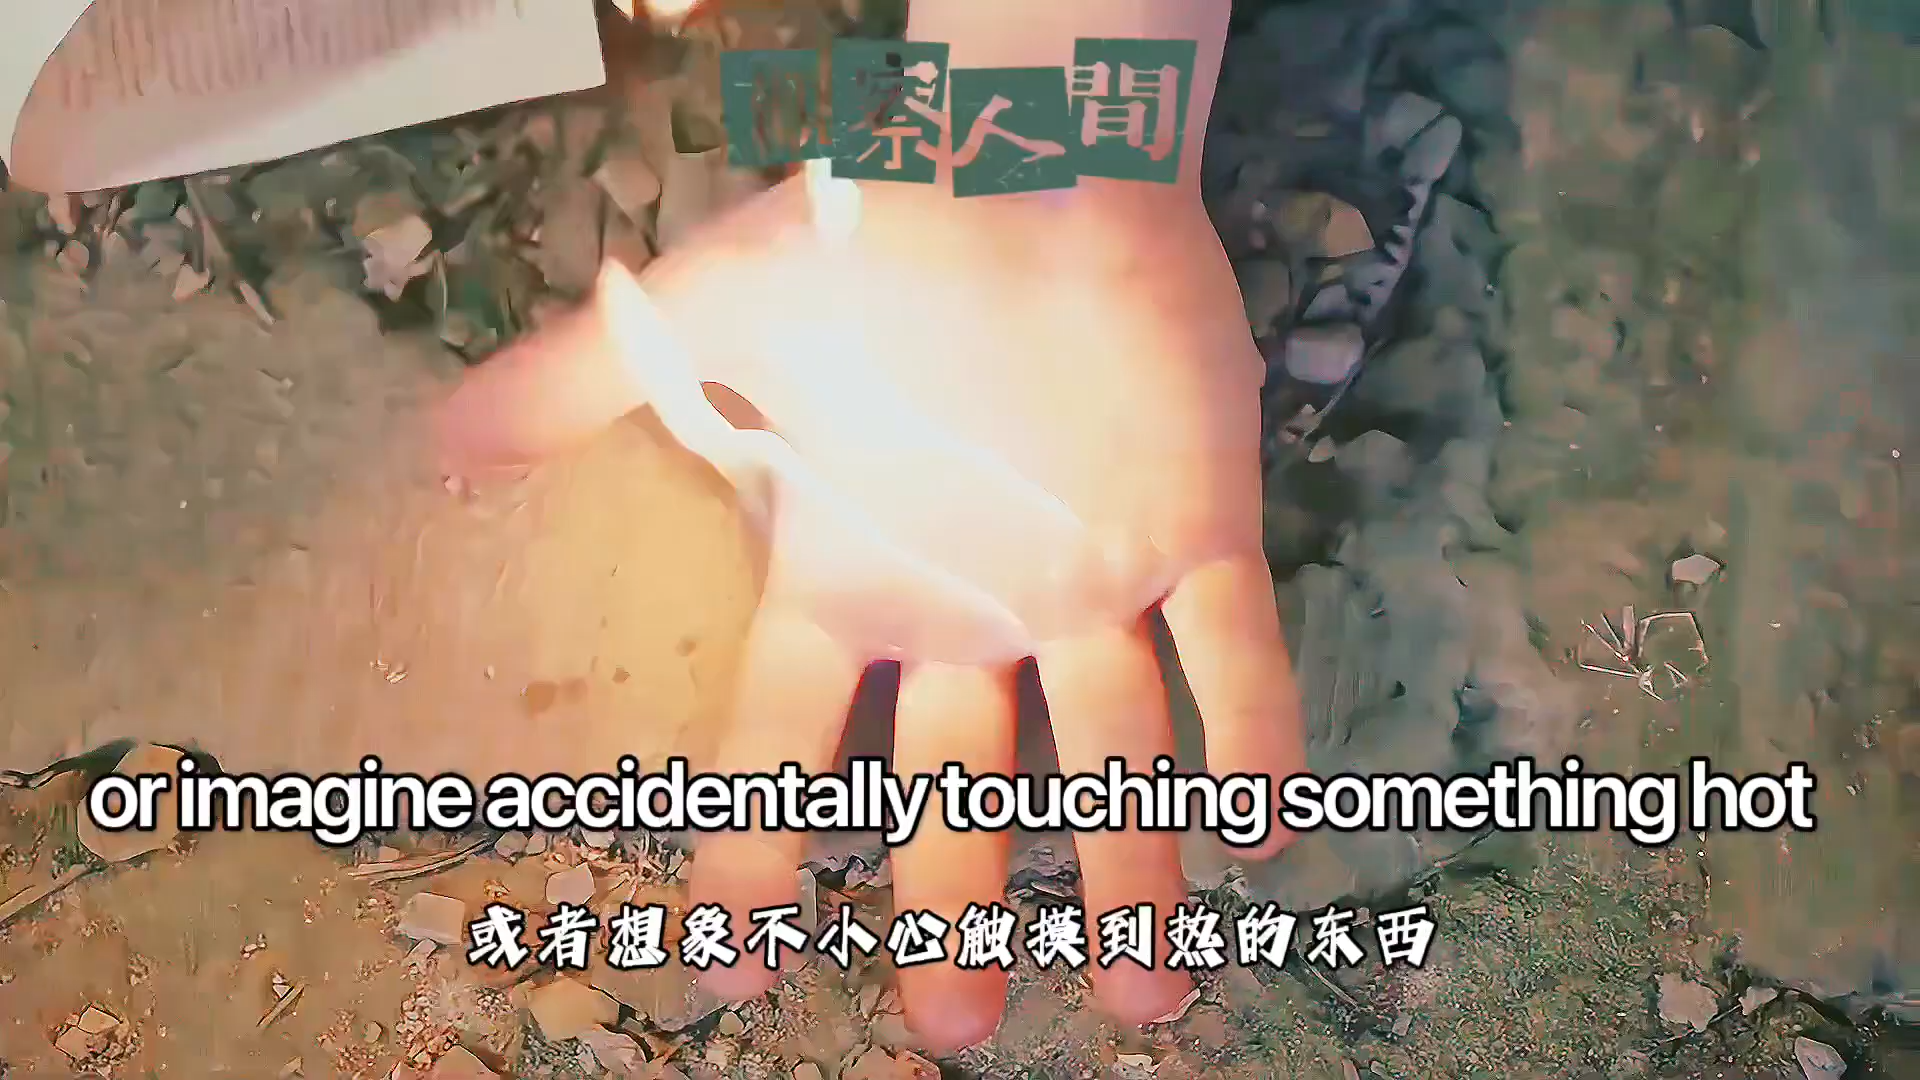 察人間
or imagine accidentally touching something hot
或者想象不小心触摸到热的东西